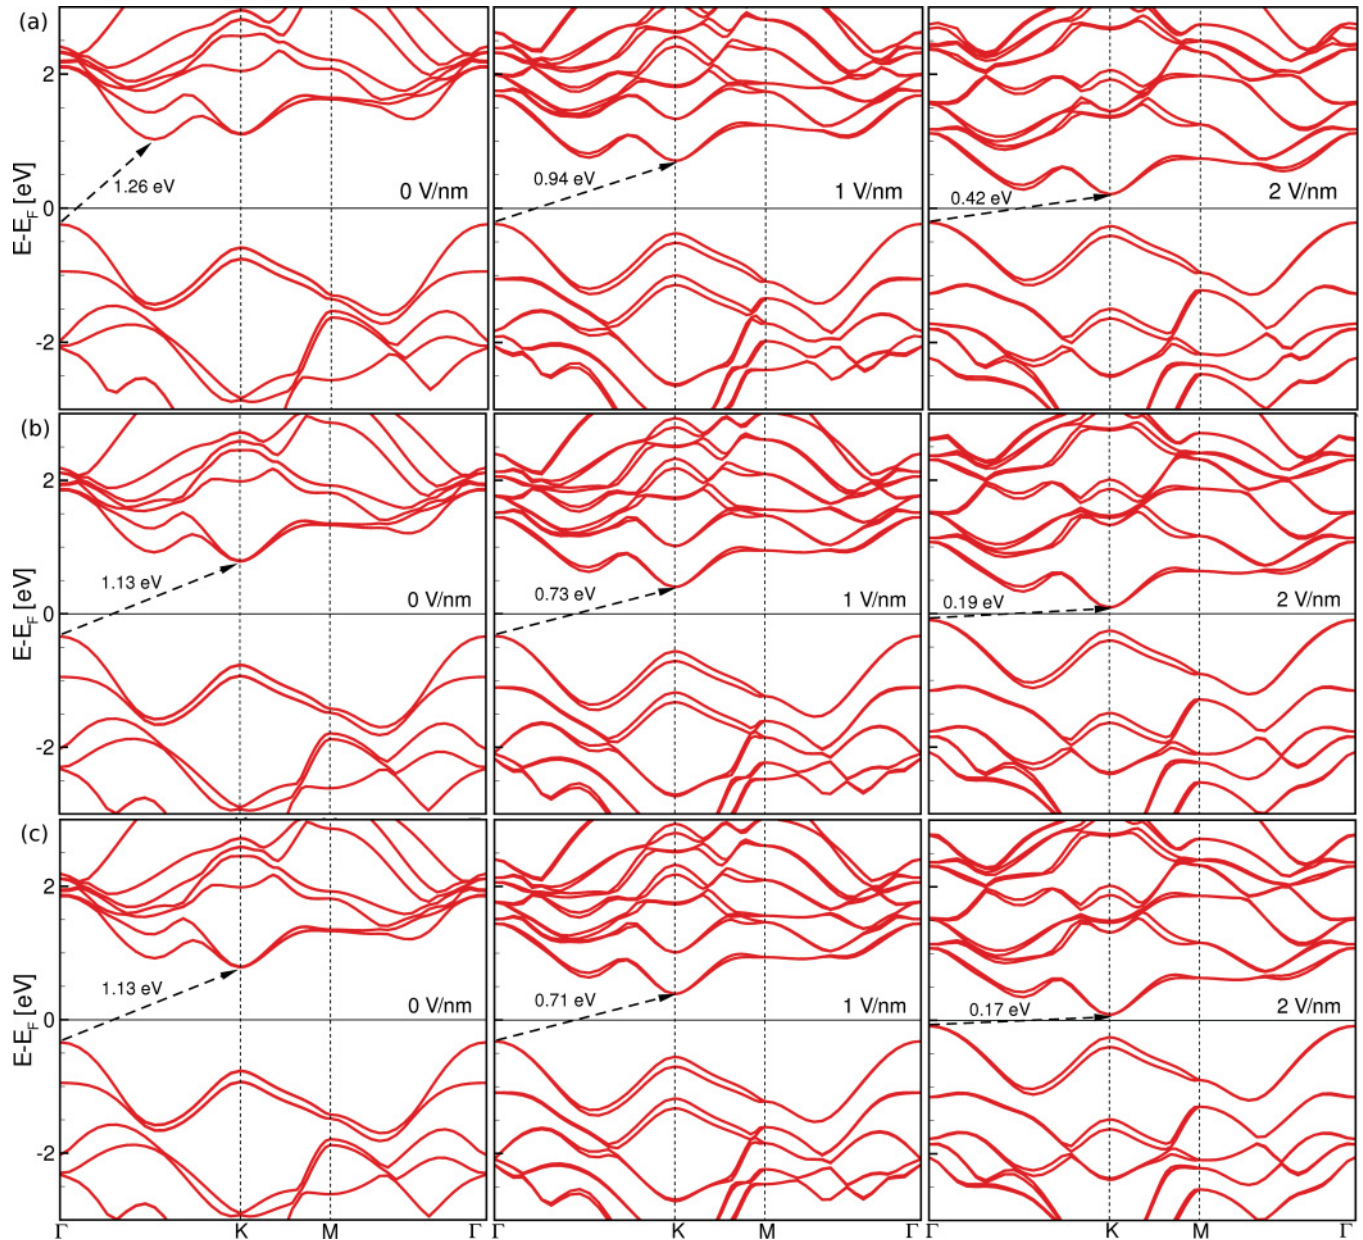 (a)
E-E_F [eV]
2
0
-2
1.26 eV
0 V/nm
0.94 eV
1 V/nm
0.42 eV
2 V/nm
(b)
E-E_F [eV]
2
0
-2
1.13 eV
0 V/nm
0.73 eV
1 V/nm
0.19 eV
2 V/nm
(c)
E-E_F [eV]
2
0
-2
1.13 eV
0 V/nm
0.71 eV
1 V/nm
0.17 eV
2 V/nm
Γ K M Γ K M Γ K M Γ